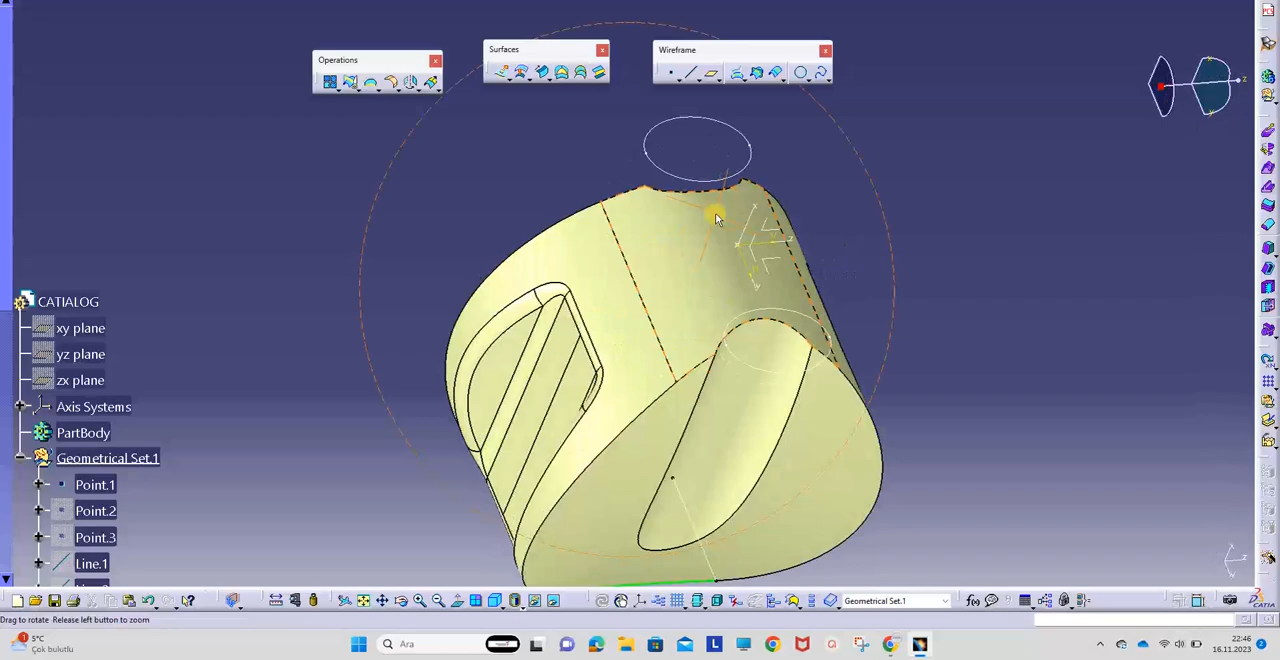 Operations
Surfaces
Wireframe
CATIALOG
xy plane
yz plane
zx plane
Axis Systems
PartBody
Geometrical Set.1
Point.1
Point.2
Point.3
Line.1
Geometrical Set.1
f(x)
Drag to rotate Release left button to zoom
5°C
Çok bulutlu
Ara
22:46
16.11.2023